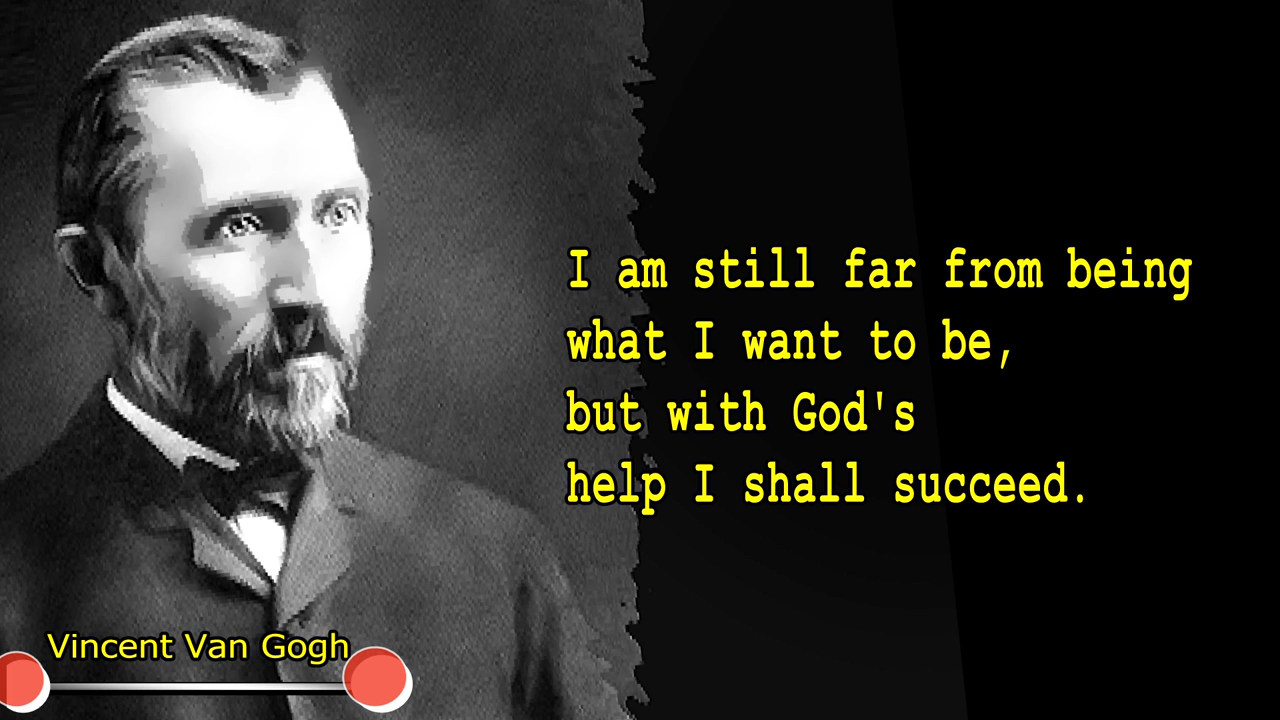 I am still far from being
what I want to be,
but with God's
help I shall succeed.
Vincent Van Gogh